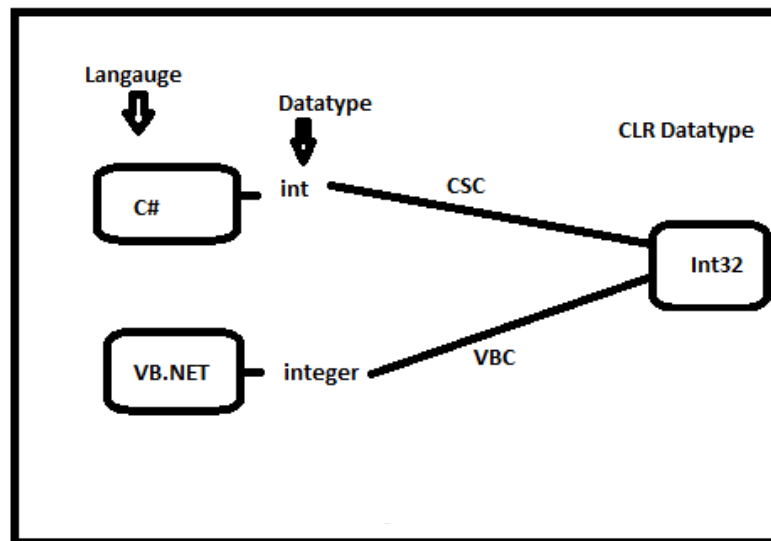 Langauge
Datatype
CLR Datatype
C#
int
CSC
Int32
VB.NET
integer
VBC